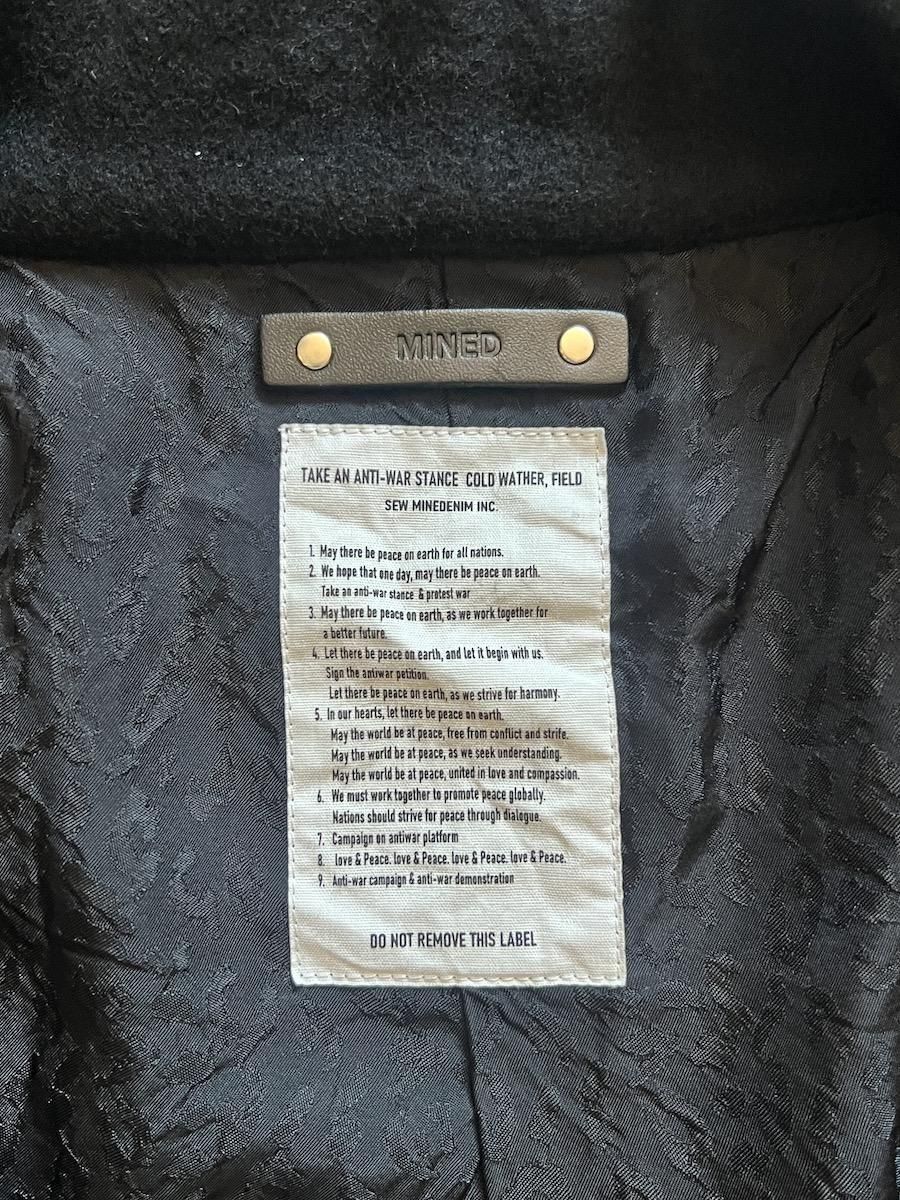 MINED
TAKE AN ANTI-WAR STANCE COLD WATHER, FIELD
SEW MINEDENIM INC.
1. May there be peace on earth for all nations.
2. We hope that one day, may there be peace on earth.
Take an anti-war stance & protest war
3. May there be peace on earth, as we work together for
a better future.
4. Let there be peace on earth, and let it begin with us.
Sign the antiwar petition.
Let there be peace on earth, as we strive for harmony.
5. In our hearts, let there be peace on earth.
May the world be at peace, free from conflict and strife.
May the world be at peace, as we seek understanding.
May the world be at peace, united in love and compassion.
6. We must work together to promote peace globally.
Nations should strive for peace through dialogue.
7. Campaign on antiwar platform
8. love & Peace. love & Peace. love & Peace. love & Peace.
9. Anti-war campaign & anti-war demonstration
DO NOT REMOVE THIS LABEL